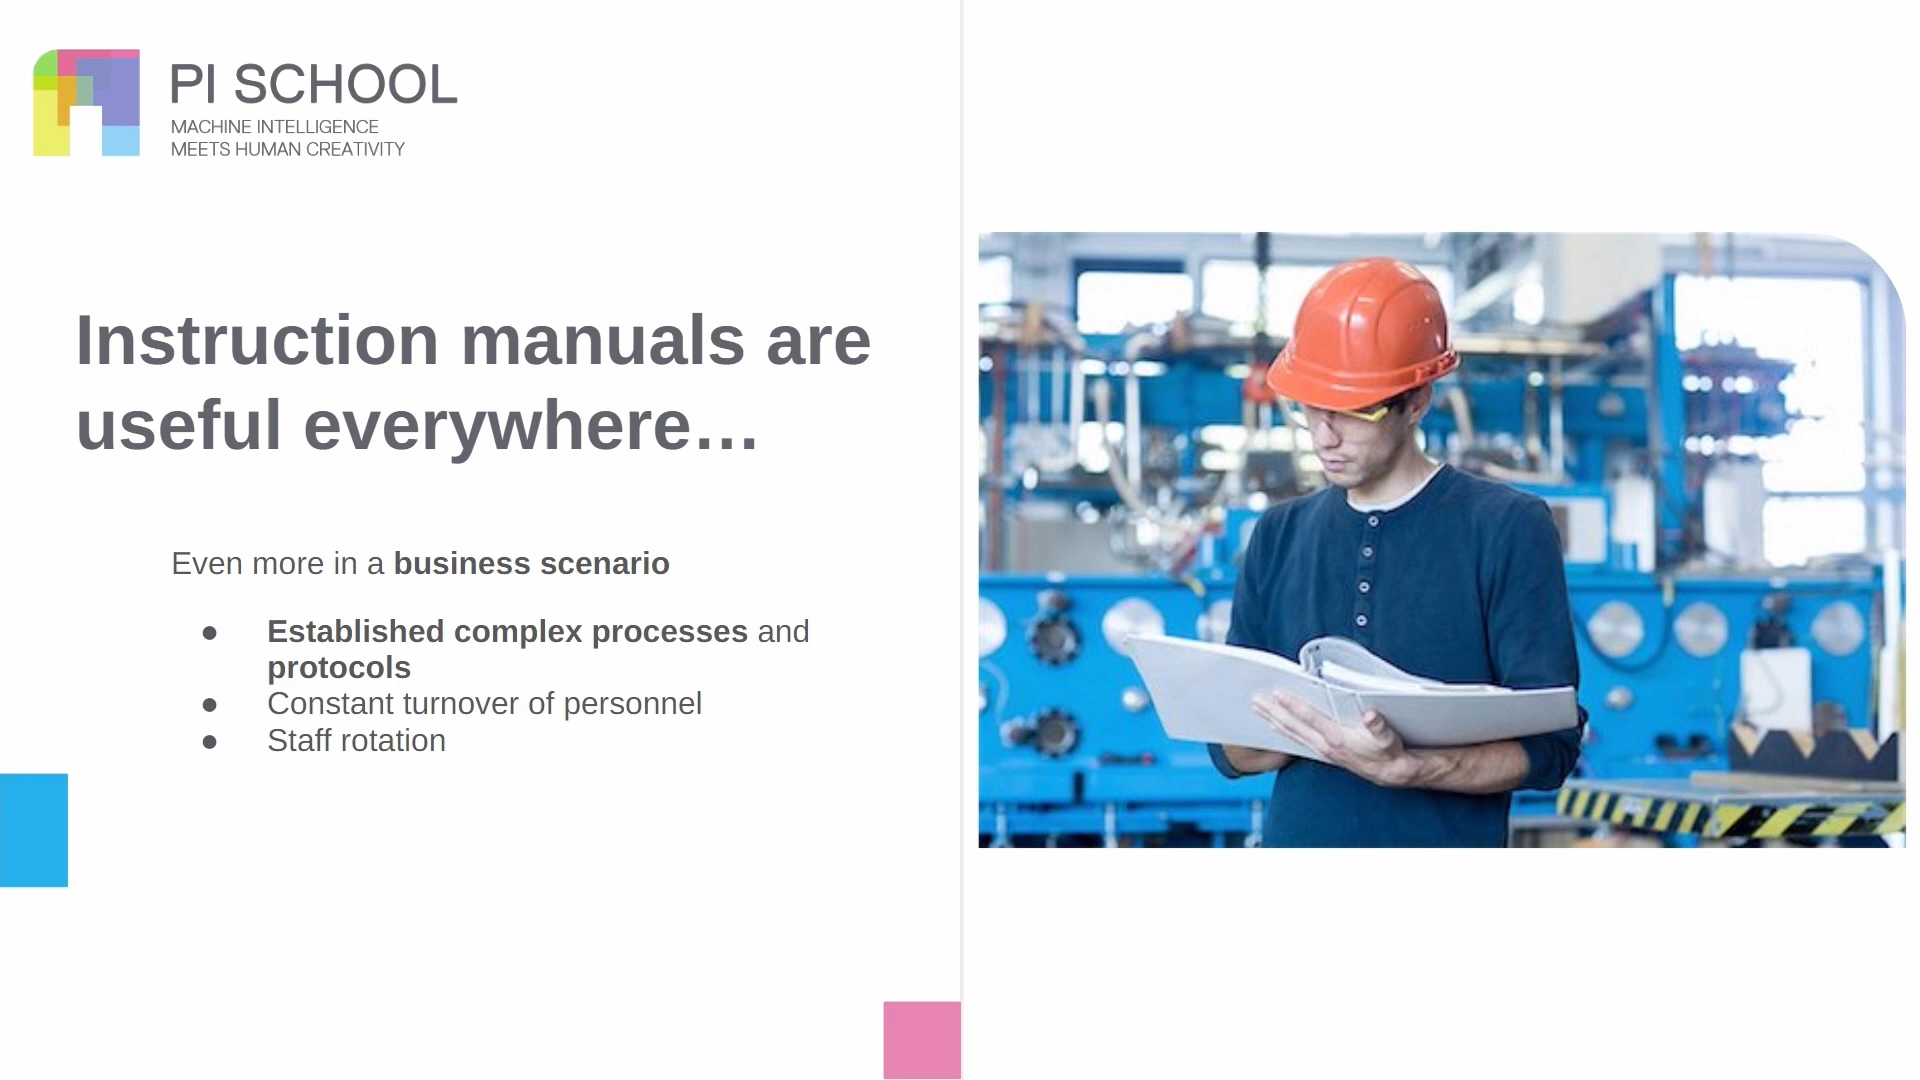 PI SCHOOL
MACHINE INTELLIGENCE
MEETS HUMAN CREATIVITY
Instruction manuals are
useful everywhere…
Even more in a business scenario
● Established complex processes and
protocols
● Constant turnover of personnel
● Staff rotation